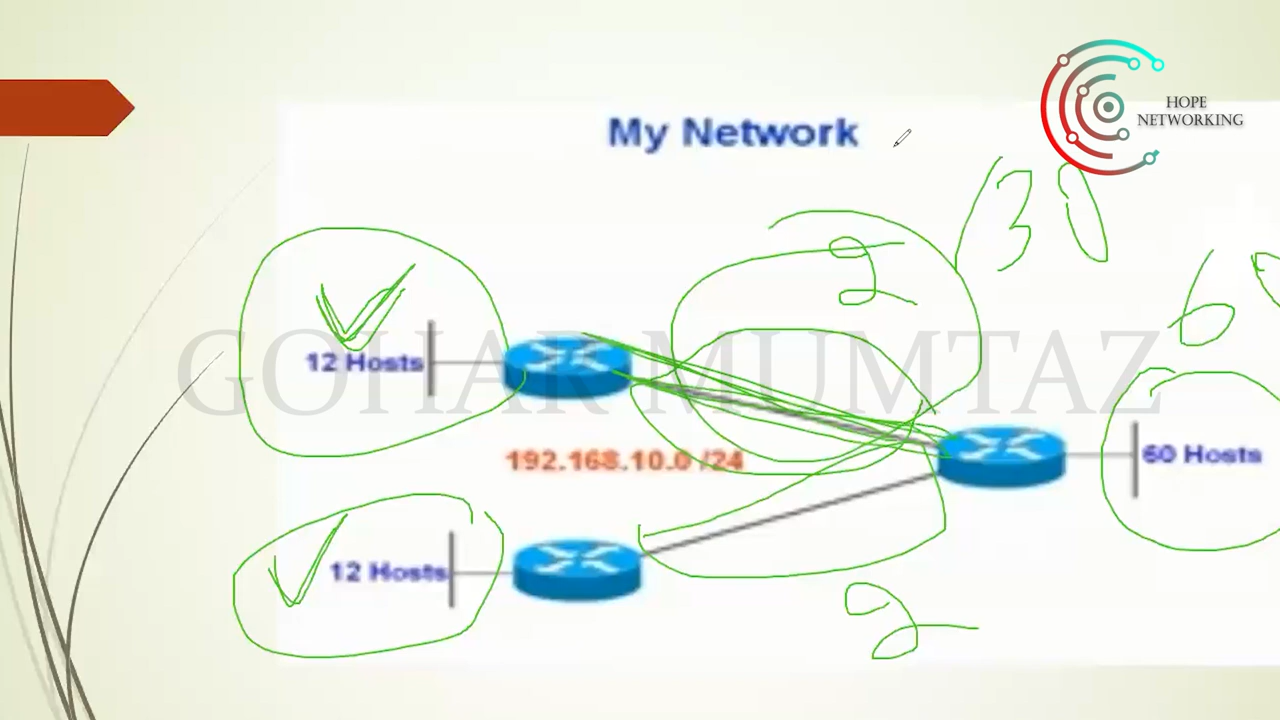 HOPE
NETWORKING
My Network
/30
2
60
12 Hosts
GOHAR MUMTAZ
192.168.10.0 /24
60 Hosts
12 Hosts
2